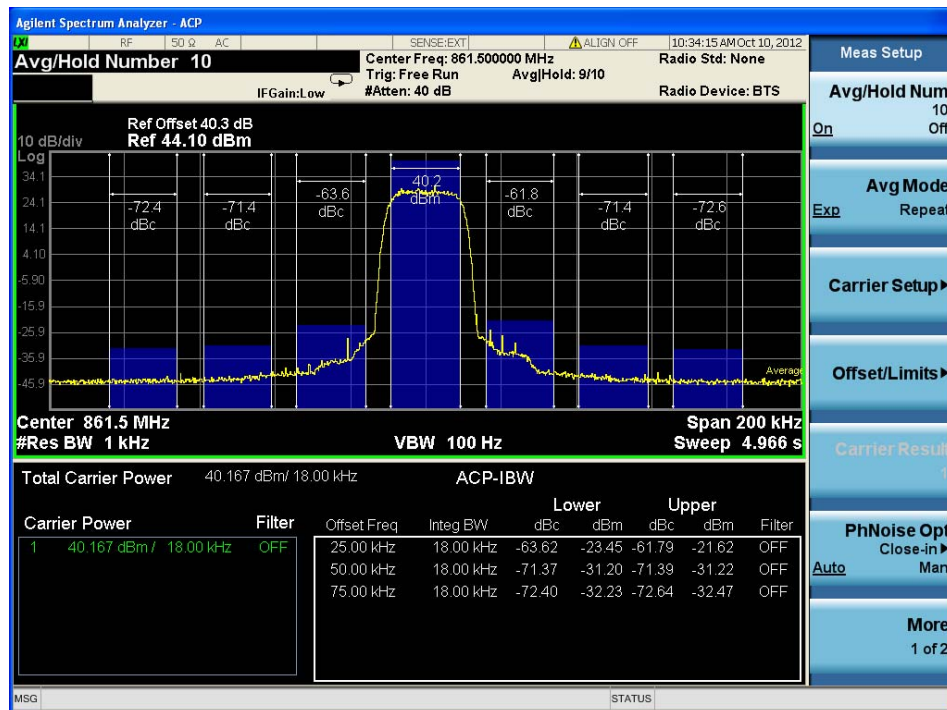 Agilent Spectrum Analyzer - ACP
LXI RF 50 Ω AC SENSE:EXT ALIGN OFF 10:34:15 AM Oct 10, 2012
Avg/Hold Number 10
Center Freq: 861.500000 MHz
Radio Std: None
Trig: Free Run
Avg|Hold: 9/10
IFGain:Low
#Atten: 40 dB
Radio Device: BTS
Ref Offset 40.3 dB
10 dB/div
Ref 44.10 dBm
Log
34.1
24.1
14.1
4.10
-5.90
-15.9
-25.9
-35.9
-45.9
-72.4 dBc
-71.4 dBc
-63.6 dBc
40.2 dBm
-61.8 dBc
-71.4 dBc
-72.6 dBc
Average
Center 861.5 MHz
Span 200 kHz
#Res BW 1 kHz
VBW 100 Hz
Sweep 4.966 s
Total Carrier Power 40.167 dBm/ 18.00 kHz
ACP-IBW
Lower Upper
Carrier Power Filter
Offset Freq Integ BW dBc dBm dBc dBm Filter
1 40.167 dBm / 18.00 kHz OFF
25.00 kHz 18.00 kHz -63.62 -23.45 -61.79 -21.62 OFF
50.00 kHz 18.00 kHz -71.37 -31.20 -71.39 -31.22 OFF
75.00 kHz 18.00 kHz -72.40 -32.23 -72.64 -32.47 OFF
MSG
STATUS
Meas Setup
Avg/Hold Num
10
On Off
Avg Mode
Exp Repeat
Carrier Setup
Offset/Limits
Carrier Result
1
PhNoise Opt
Close-in
Auto Man
More
1 of 2